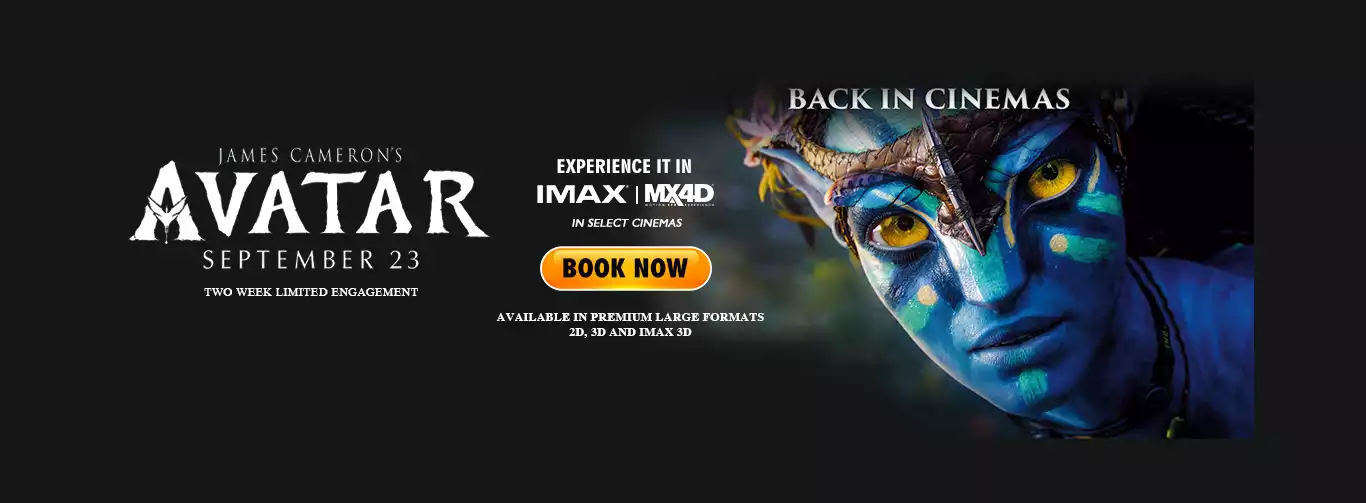 JAMES CAMERON'S
AVATAR
SEPTEMBER 23
TWO WEEK LIMITED ENGAGEMENT
EXPERIENCE IT IN
IMAX | MX4D
MOTION EFX EXPERIENCE
IN SELECT CINEMAS
BOOK NOW
AVAILABLE IN PREMIUM LARGE FORMATS
2D, 3D AND IMAX 3D
BACK IN CINEMAS